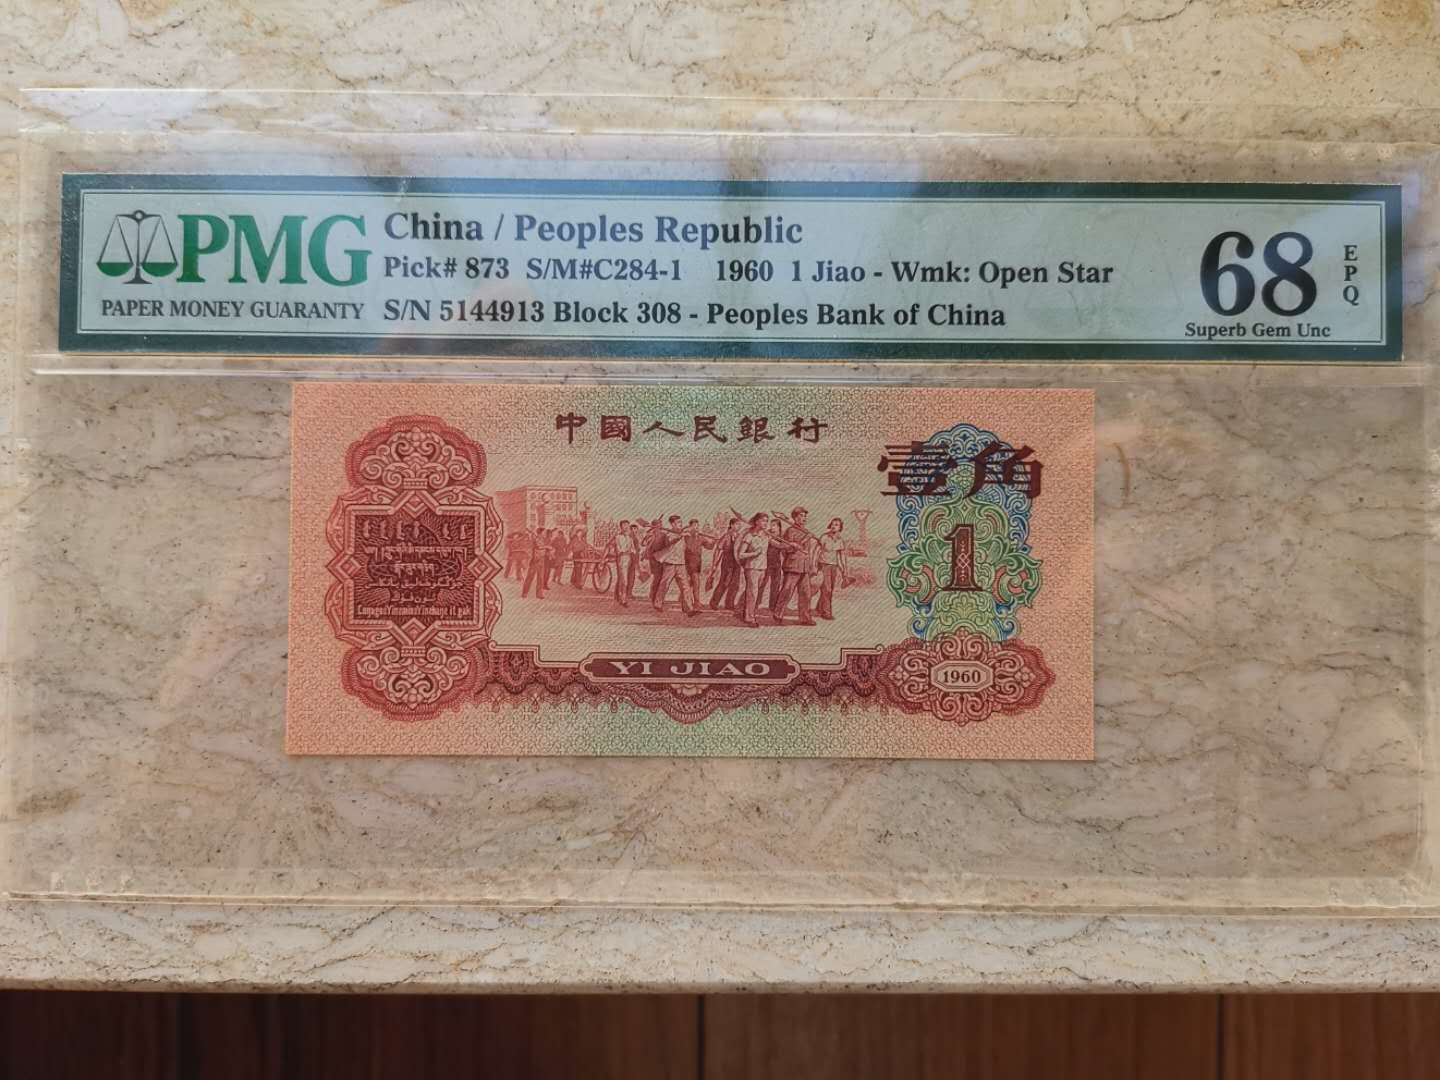 PMG
PAPER MONEY GUARANTY
China / Peoples Republic
Pick# 873 S/M#C284-1 1960 1 Jiao - Wmk: Open Star
S/N 5144913 Block 308 - Peoples Bank of China
68
EPQ
Superb Gem Unc
中國人民銀行
壹角
1
YI JIAO
1960